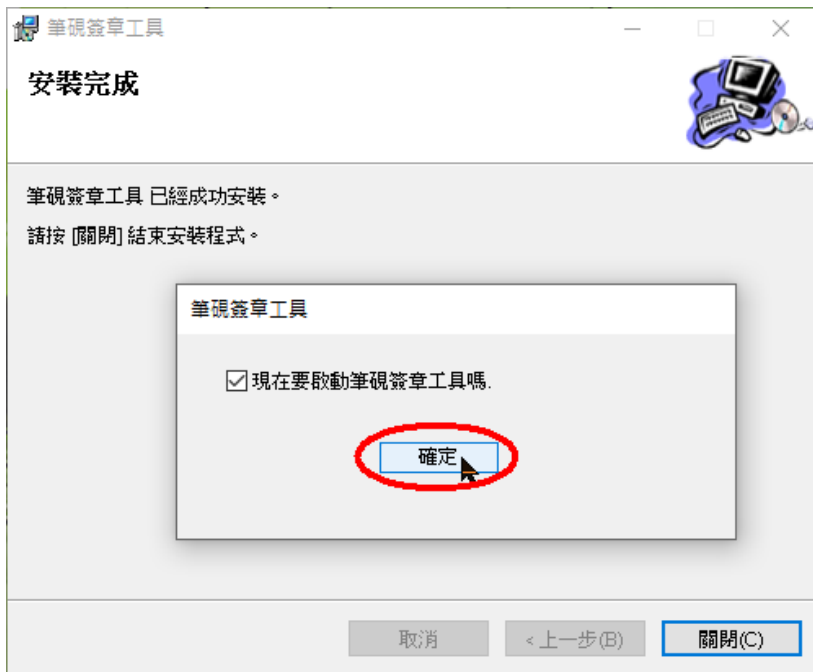 筆硯簽章工具
安裝完成
筆硯簽章工具 已經成功安裝。
請按 [關閉] 結束安裝程式。
筆硯簽章工具
現在要啟動筆硯簽章工具嗎.
確定
取消
< 上一步(B)
關閉(C)